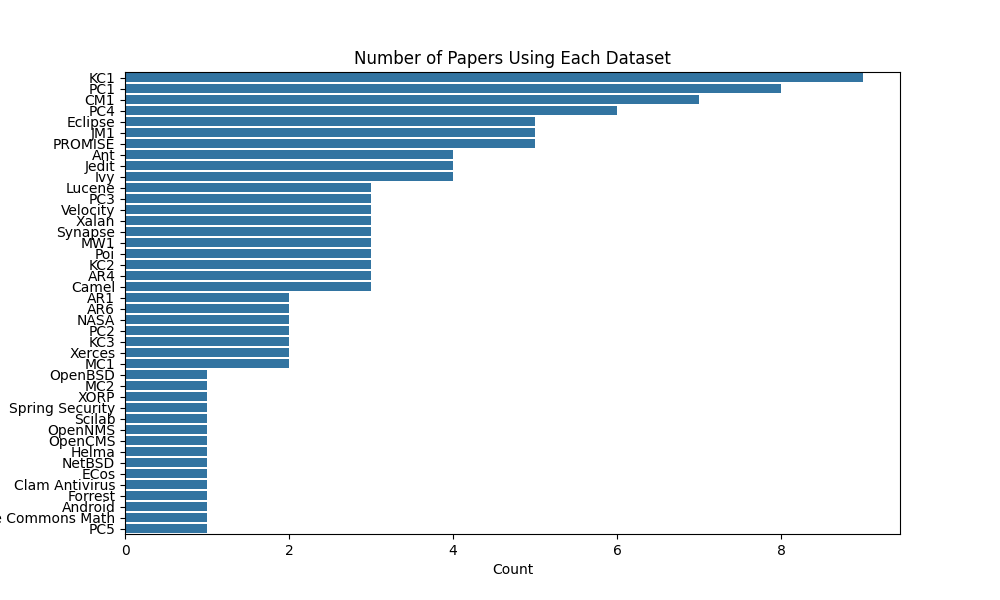 Number of Papers Using Each Dataset
KC1
PC1
CM1
PC4
Eclipse
JM1
PROMISE
Ant
Jedit
Ivy
Lucene
PC3
Velocity
Xalan
Synapse
MW1
Poi
KC2
AR4
Camel
AR1
AR6
NASA
PC2
KC3
Xerces
MC1
OpenBSD
MC2
XORP
Spring Security
Scilab
OpenNMS
OpenCMS
Helma
NetBSD
ECos
Clam Antivirus
Forrest
Android
Commons Math
PC5
0 2 4 6 8
Count